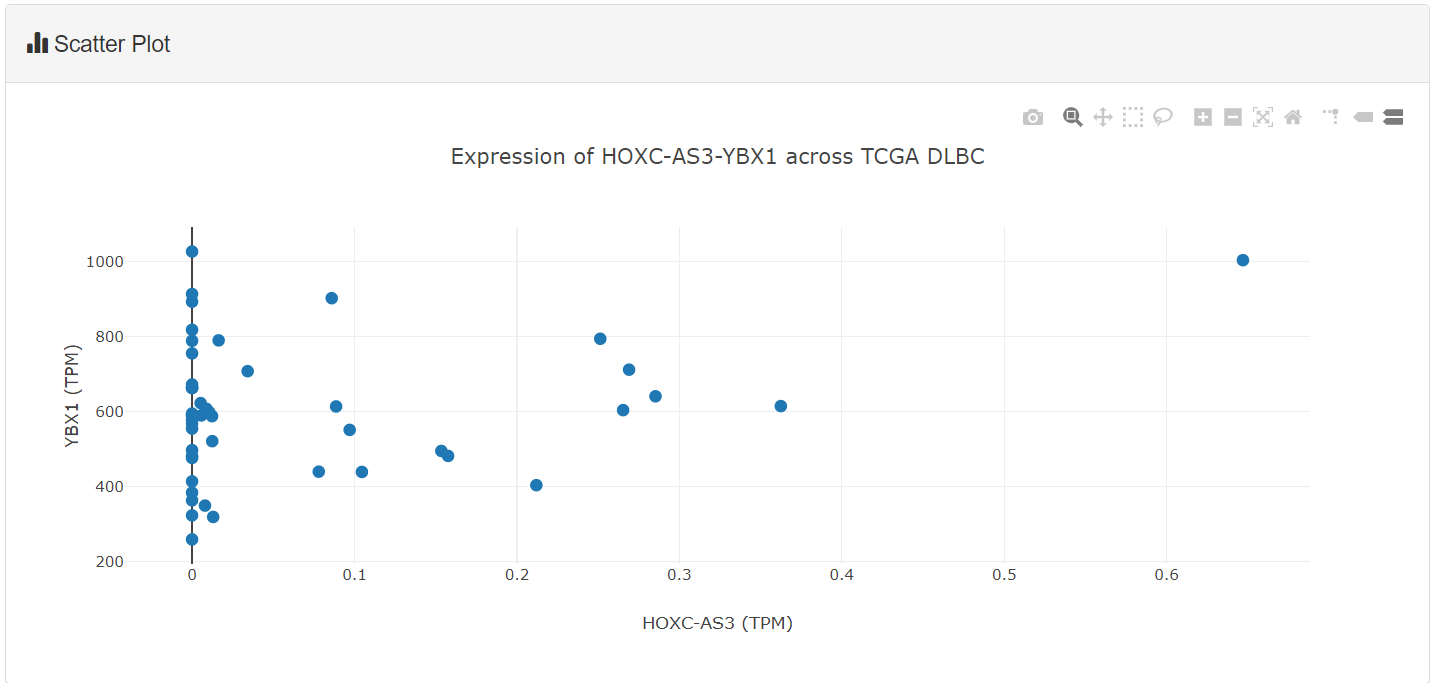 Scatter Plot
Expression of HOXC-AS3-YBX1 across TCGA DLBC
1000
800
600
400
200
YBX1 (TPM)
0 0.1 0.2 0.3 0.4 0.5 0.6
HOXC-AS3 (TPM)